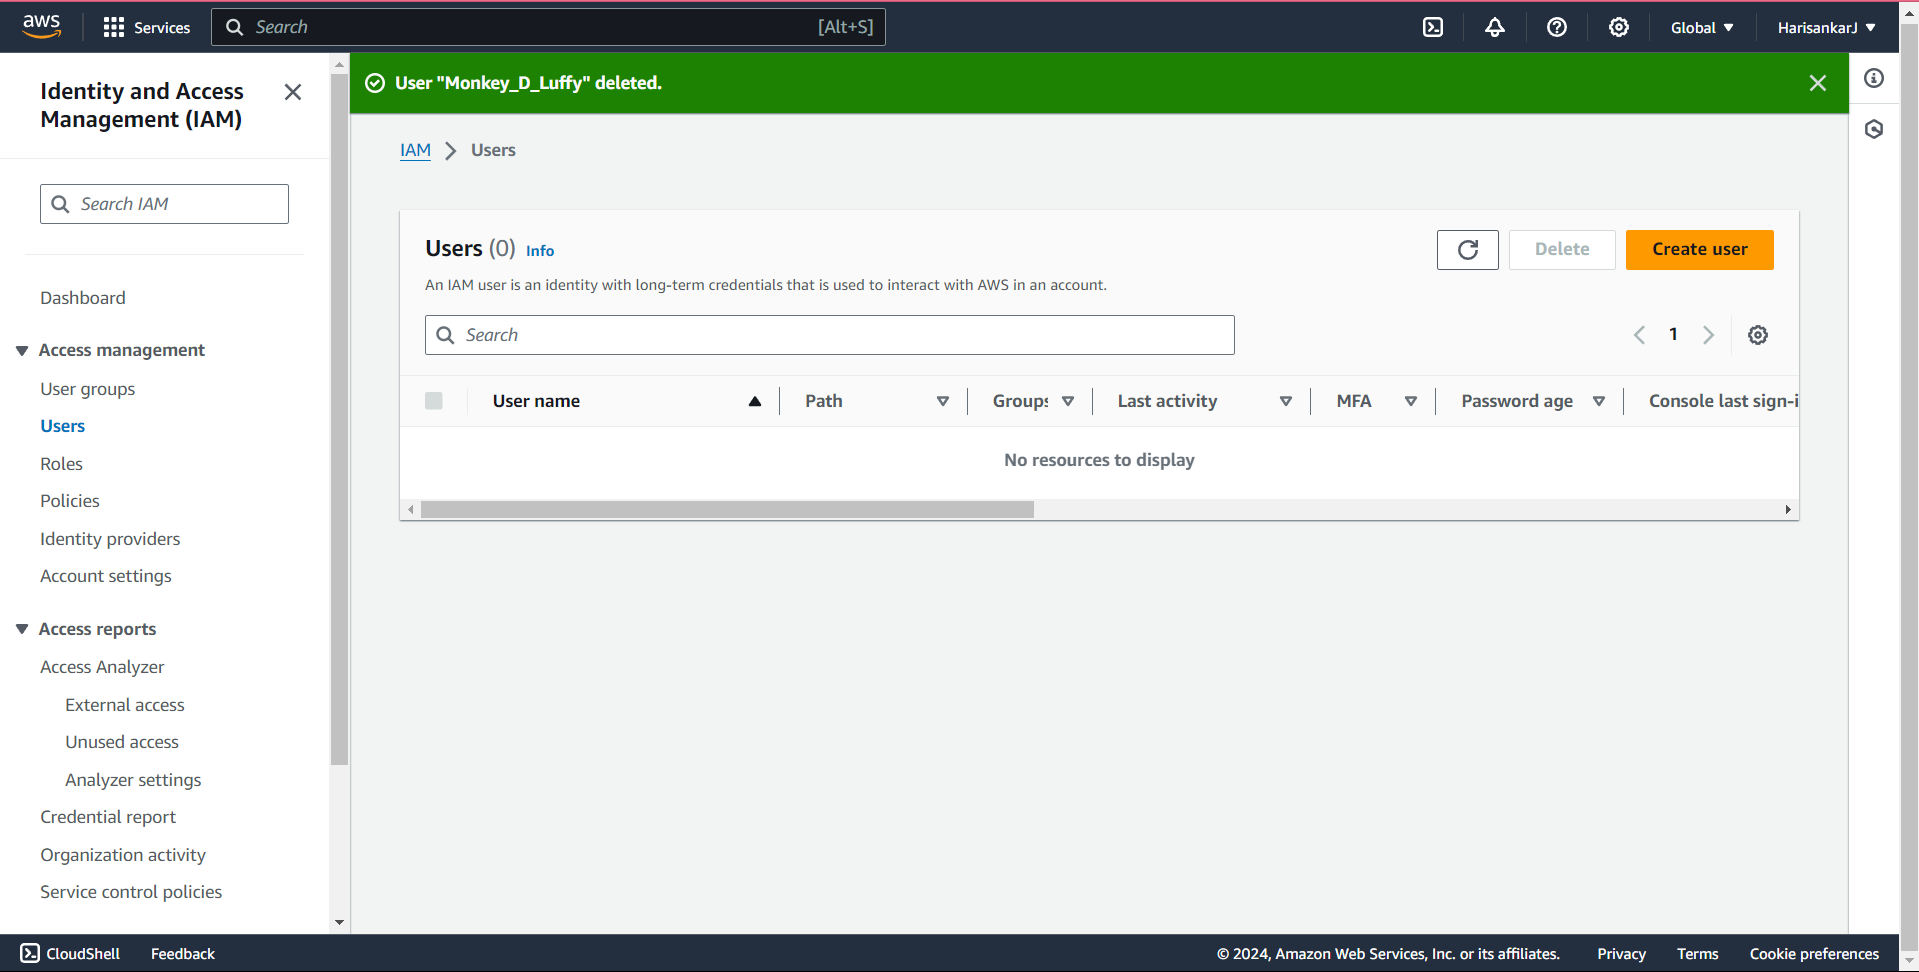 aws
Services
Search
[Alt+S]
Global
HarisankarJ
Identity and Access
Management (IAM)
Search IAM
Dashboard
Access management
User groups
Users
Roles
Policies
Identity providers
Account settings
Access reports
Access Analyzer
External access
Unused access
Analyzer settings
Credential report
Organization activity
Service control policies
User "Monkey_D_Luffy" deleted.
IAM
Users
Users (0) Info
Delete
Create user
An IAM user is an identity with long-term credentials that is used to interact with AWS in an account.
Search
1
User name
Path
Groups
Last activity
MFA
Password age
Console last sign-i
No resources to display
CloudShell
Feedback
© 2024, Amazon Web Services, Inc. or its affiliates.
Privacy
Terms
Cookie preferences